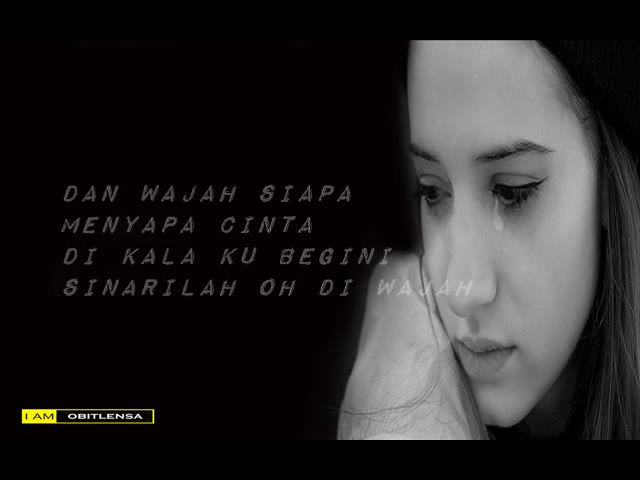 DAN WAJAH SIAPA
MENYAPA CINTA
DI KALA KU BEGINI
SINARILAH OH DI WAJAH
I AM OBITLENSA